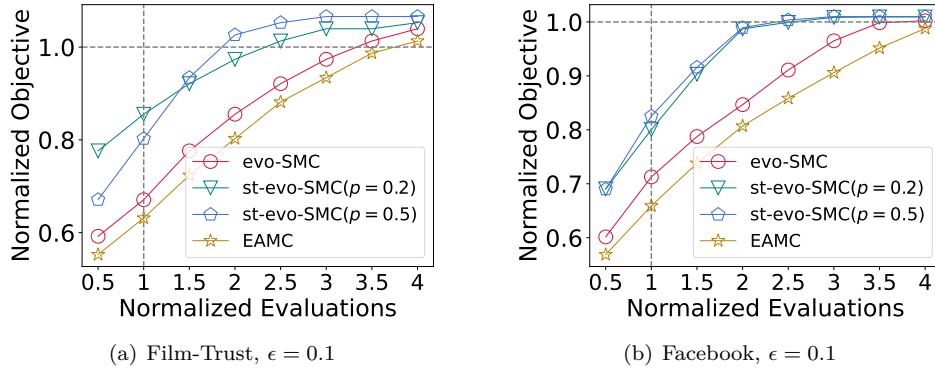 Normalized Objective
1.0
0.8
0.6
evo-SMC
st-evo-SMC(p = 0.2)
st-evo-SMC(p = 0.5)
EAMC
0.5 1 1.5 2 2.5 3 3.5 4
Normalized Evaluations
(a) Film-Trust, ϵ = 0.1
Normalized Objective
1.0
0.9
0.8
0.7
0.6
evo-SMC
st-evo-SMC(p = 0.2)
st-evo-SMC(p = 0.5)
EAMC
0.5 1 1.5 2 2.5 3 3.5 4
Normalized Evaluations
(b) Facebook, ϵ = 0.1